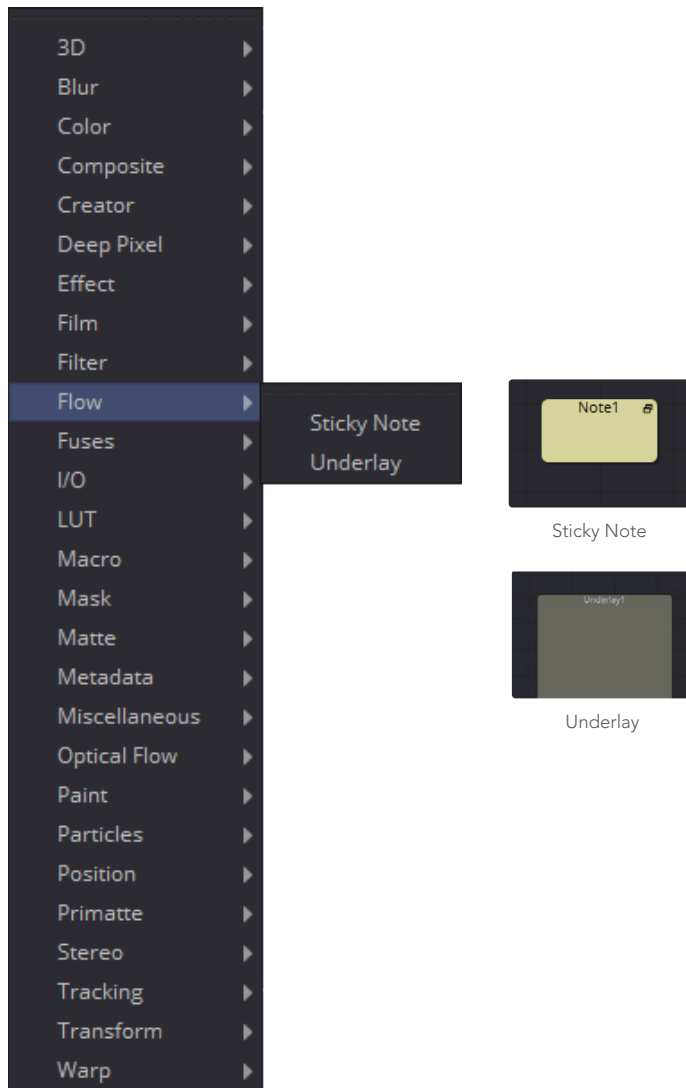 3D
Blur
Color
Composite
Creator
Deep Pixel
Effect
Film
Filter
Flow
Fuses
I/O
LUT
Macro
Mask
Matte
Metadata
Miscellaneous
Optical Flow
Paint
Particles
Position
Primatte
Stereo
Tracking
Transform
Warp
Sticky Note
Underlay
Note1
Sticky Note
Underlay1
Underlay